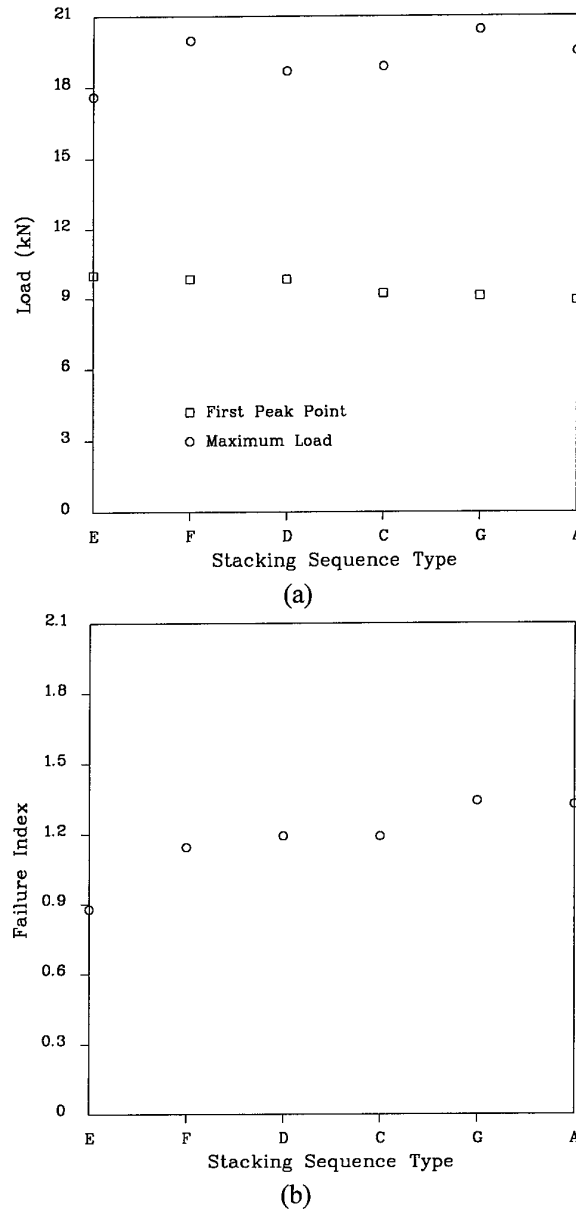 21
18
15
12
9
6
3
0
Load (kN)
First Peak Point
Maximum Load
E F D C G A
Stacking Sequence Type
(a)
2.1
1.8
1.5
1.2
0.9
0.6
0.3
0
Failure Index
E F D C G A
Stacking Sequence Type
(b)